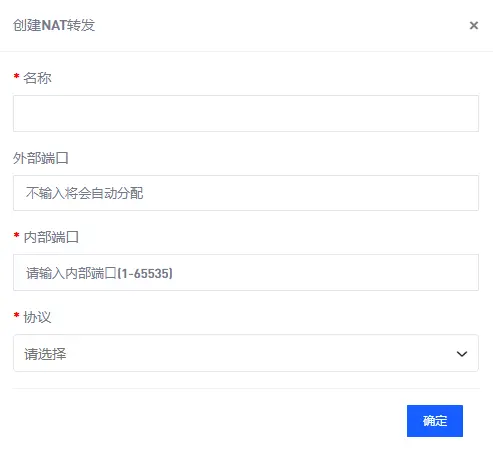 创建NAT转发
×
* 名称
外部端口
不输入将会自动分配
* 内部端口
请输入内部端口(1-65535)
* 协议
请选择
确定